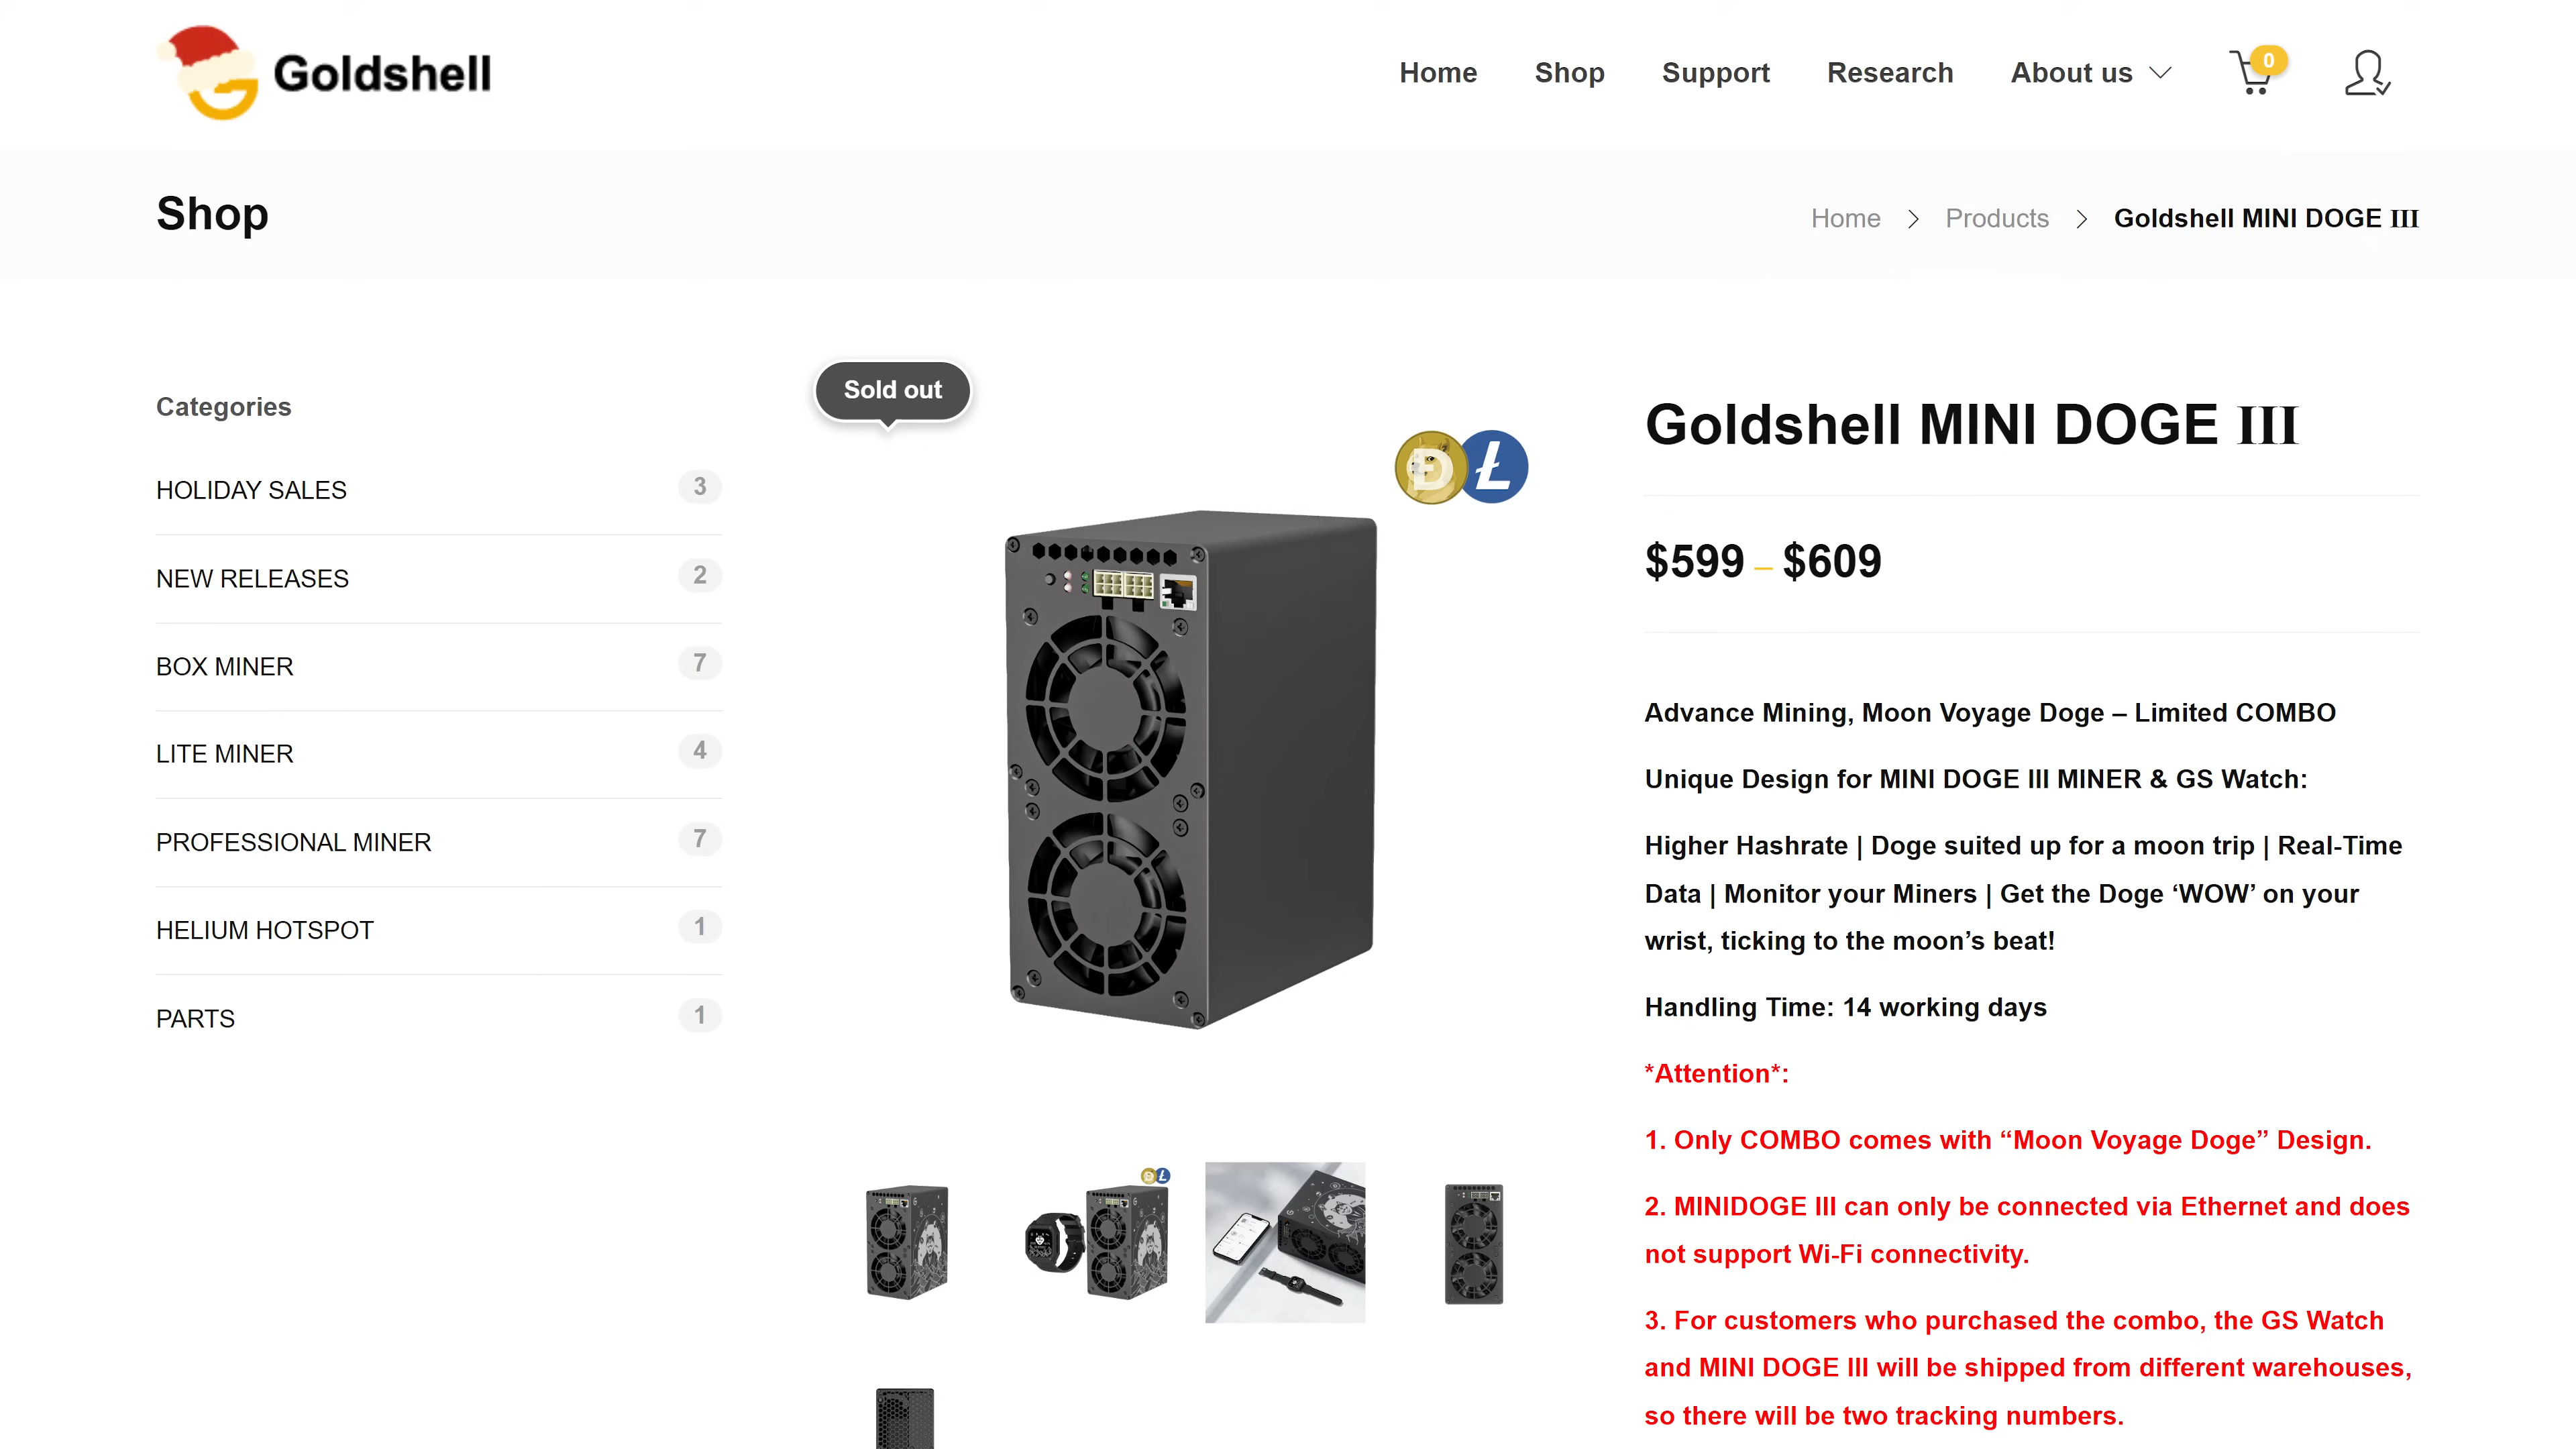 Goldshell
Home
Shop
Support
Research
About us
0
Shop
Home
Products
Goldshell MINI DOGE III
Categories
HOLIDAY SALES
3
NEW RELEASES
2
BOX MINER
7
LITE MINER
4
PROFESSIONAL MINER
7
HELIUM HOTSPOT
1
PARTS
1
Sold out
Goldshell MINI DOGE III
$599 – $609
Advance Mining, Moon Voyage Doge – Limited COMBO
Unique Design for MINI DOGE III MINER & GS Watch:
Higher Hashrate | Doge suited up for a moon trip | Real-Time
Data | Monitor your Miners | Get the Doge ‘WOW’ on your
wrist, ticking to the moon’s beat!
Handling Time: 14 working days
*Attention*:
1. Only COMBO comes with “Moon Voyage Doge” Design.
2. MINIDOGE III can only be connected via Ethernet and does
not support Wi-Fi connectivity.
3. For customers who purchased the combo, the GS Watch
and MINI DOGE III will be shipped from different warehouses,
so there will be two tracking numbers.